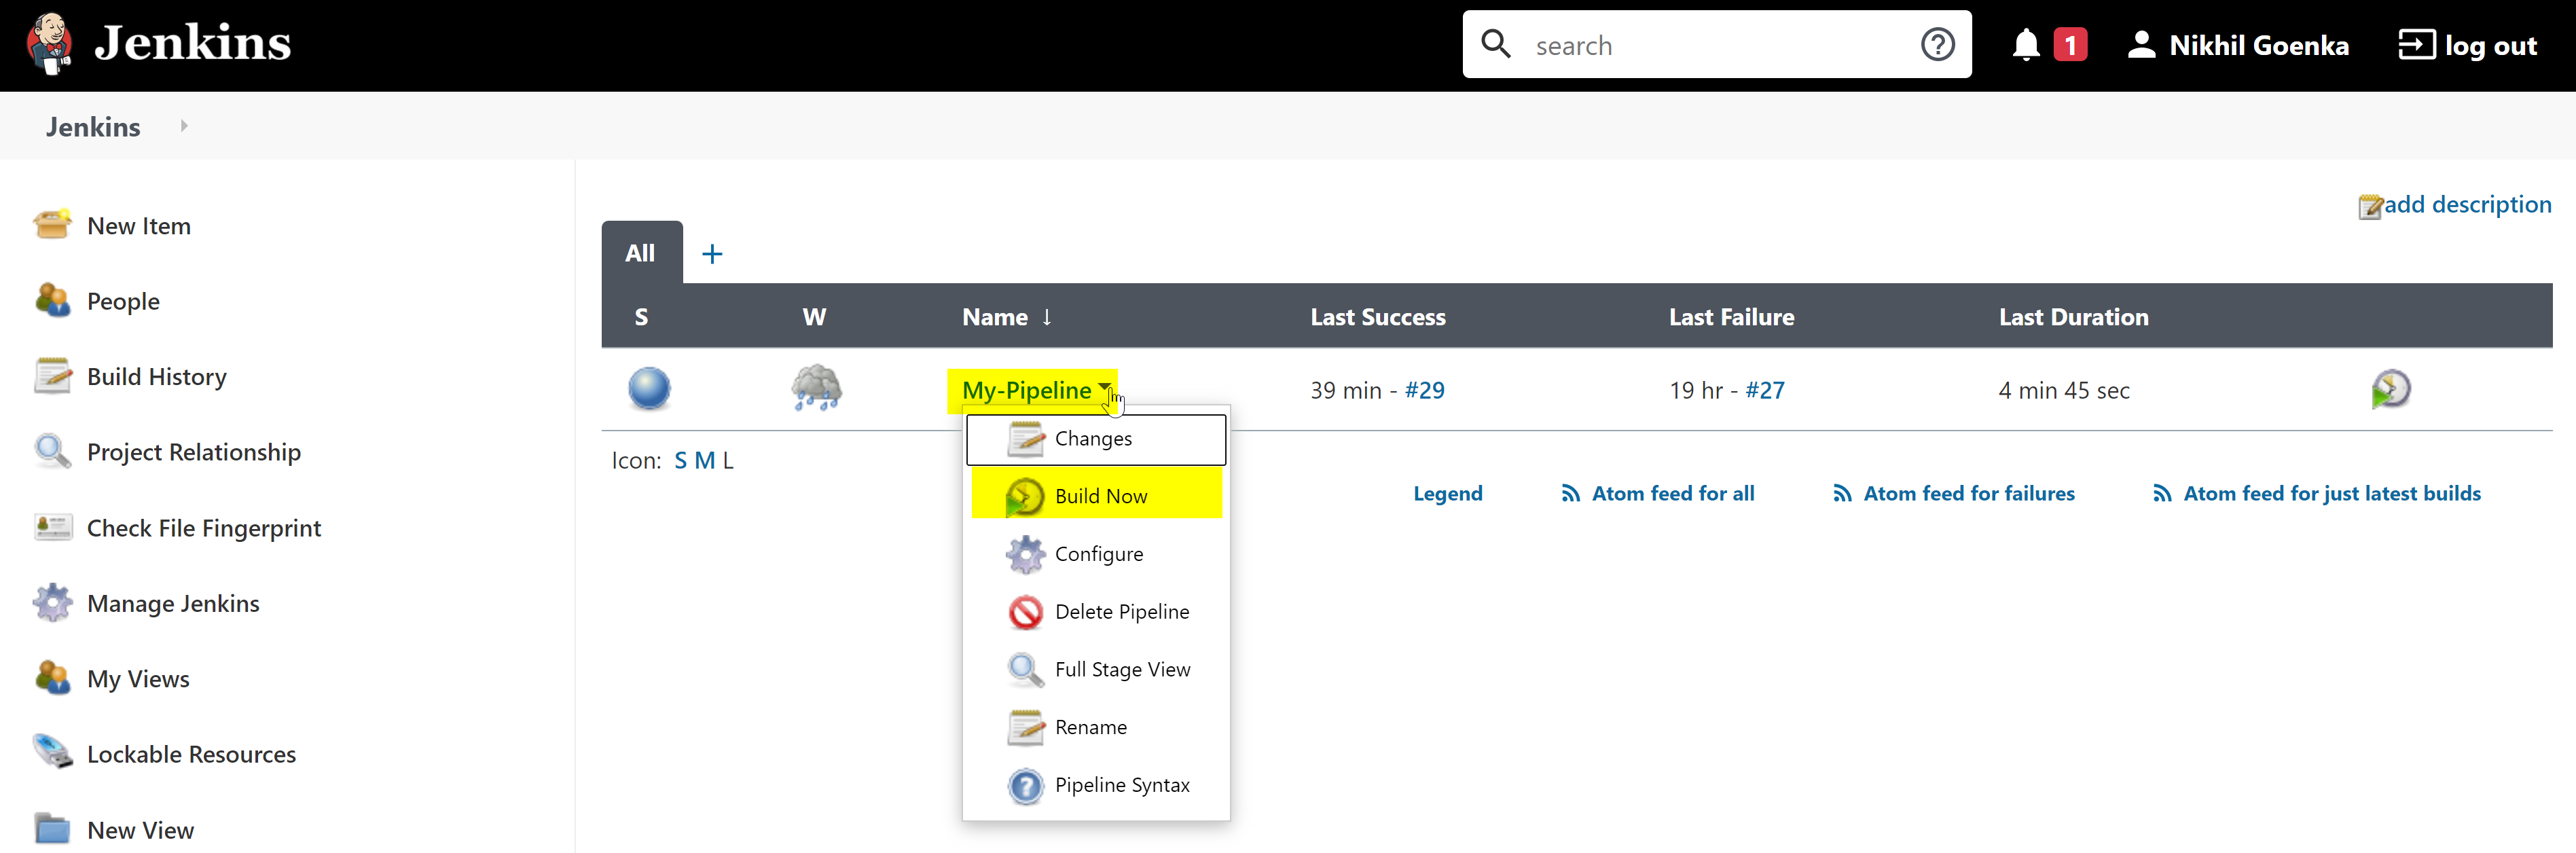 Jenkins
search
1
Nikhil Goenka
log out
Jenkins
New Item
People
Build History
Project Relationship
Check File Fingerprint
Manage Jenkins
My Views
Lockable Resources
New View
add description
All +
S W Name ↓ Last Success Last Failure Last Duration
My-Pipeline 39 min - #29 19 hr - #27 4 min 45 sec
Changes
Build Now
Configure
Delete Pipeline
Full Stage View
Rename
Pipeline Syntax
Icon: S M L
Legend Atom feed for all Atom feed for failures Atom feed for just latest builds